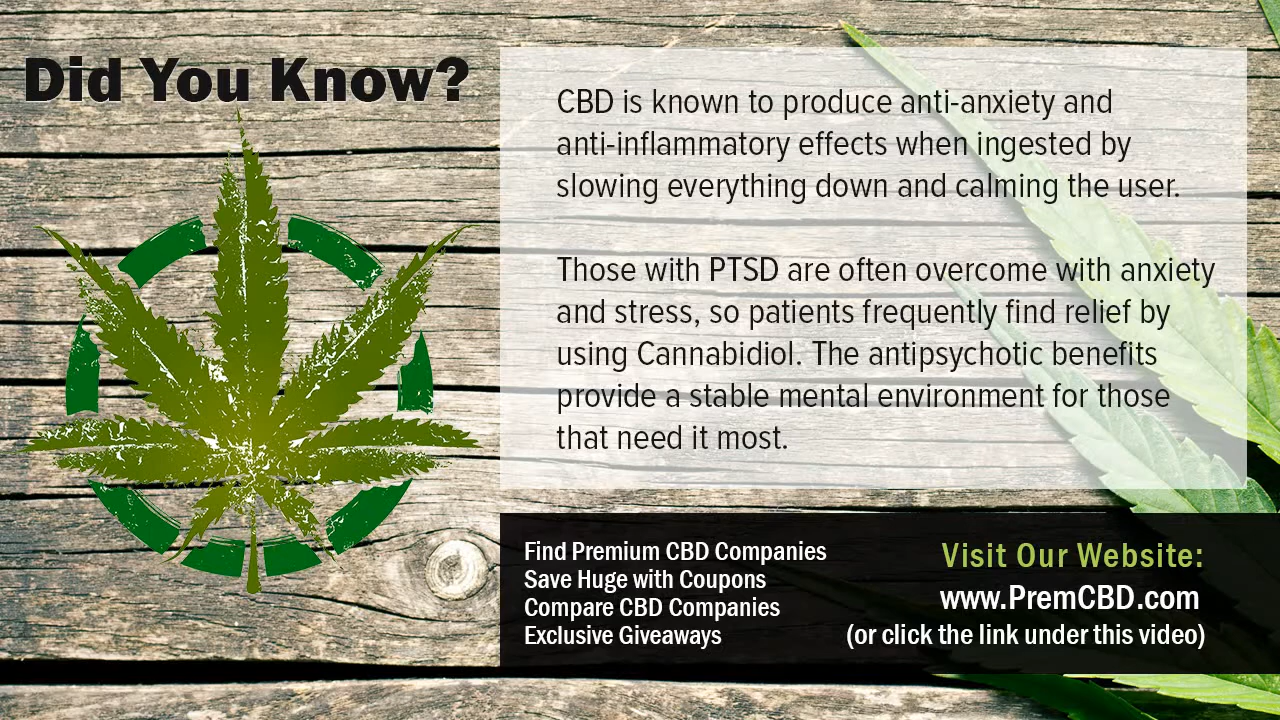 Did You Know?
CBD is known to produce anti-anxiety and
anti-inflammatory effects when ingested by
slowing everything down and calming the user.
Those with PTSD are often overcome with anxiety
and stress, so patients frequently find relief by
using Cannabidiol. The antipsychotic benefits
provide a stable mental environment for those
that need it most.
Find Premium CBD Companies
Save Huge with Coupons
Compare CBD Companies
Exclusive Giveaways
Visit Our Website:
www.PremCBD.com
(or click the link under this video)